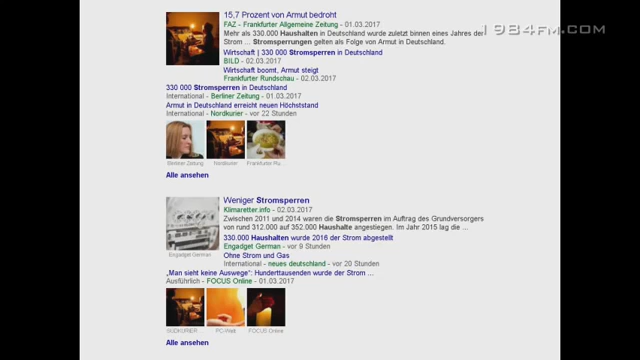 1984FM.COM
15,7 Prozent von Armut bedroht
FAZ - Frankfurter Allgemeine Zeitung - 01.03.2017
Mehr als 330.000 Haushalten in Deutschland wurde zuletzt binnen eines Jahres der
Strom ... Stromsperrungen gelten als Folge von Armut in Deutschland.
Wirtschaft | 330 000 Stromsperren in Deutschland
BILD - 02.03.2017
Wirtschaft boomt, Armut steigt
Frankfurter Rundschau - 02.03.2017
330 000 Stromsperren in Deutschland
International - Berliner Zeitung - 01.03.2017
Armut in Deutschland erreicht neuen Höchststand
International - Nordkurier - vor 22 Stunden
Berliner Zeitung
Nordkurier
Frankfurter Ru...
Alle ansehen
Weniger Stromsperren
Klimaretter.info - 02.03.2017
Zwischen 2011 und 2014 waren die Stromsperren im Auftrag des Grundversorgers
von rund 312.000 auf 352.000 Haushalte angestiegen. Im Jahr 2015 lag die ...
Engadget German
330.000 Haushalten wurde 2016 der Strom abgestellt
Engadget German - vor 9 Stunden
Ohne Strom und Gas
International - neues deutschland - vor 20 Stunden
„Man sieht keine Auswege“: Hunderttausenden wurde der Strom ...
Ausführlich - FOCUS Online - 01.03.2017
SÜDKURIER
PC-Welt
FOCUS Online
Alle ansehen